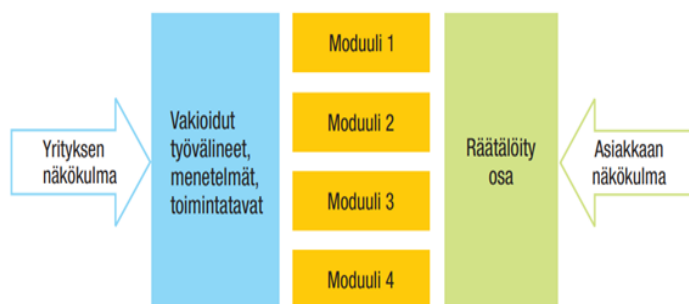 Yrityksen
näkökulma
Vakioidut
työvälineet,
menetelmät,
toimintatavat
Moduuli 1
Moduuli 2
Moduuli 3
Moduuli 4
Räätälöity
osa
Asiakkaan
näkökulma